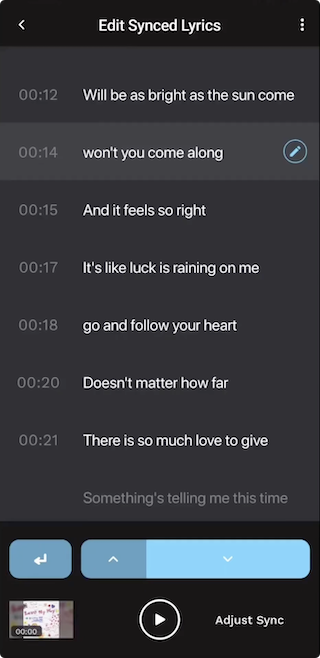 Edit Synced Lyrics
00:12 Will be as bright as the sun come
00:14 won't you come along
00:15 And it feels so right
00:17 It's like luck is raining on me
00:18 go and follow your heart
00:20 Doesn't matter how far
00:21 There is so much love to give
Something's telling me this time
00:00
Adjust Sync